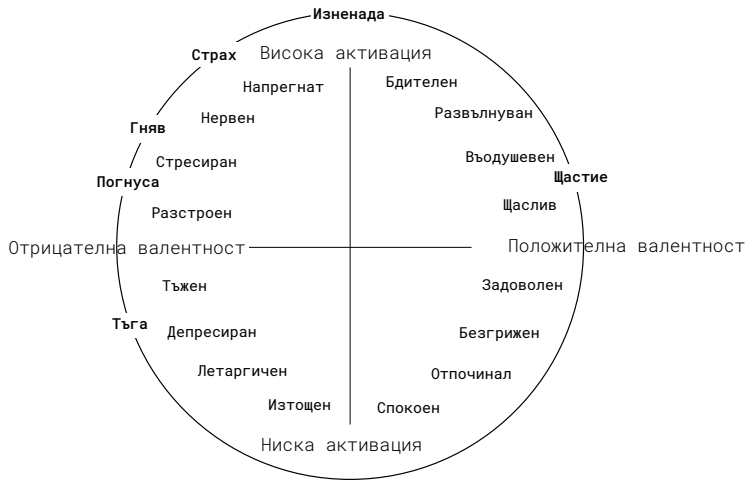 Изненада
Страх
Висока активация
Напрегнат
Бдителен
Нервен
Развълнуван
Гняв
Стресиран
Въодушевен
Погнуса
Щастие
Разстроен
Щаслив
Отрицателна валентност
Положителна валентност
Тъжен
Задоволен
Тъга
Депресиран
Безгрижен
Летаргичен
Отпочинал
Изтощен
Спокоен
Ниска активация